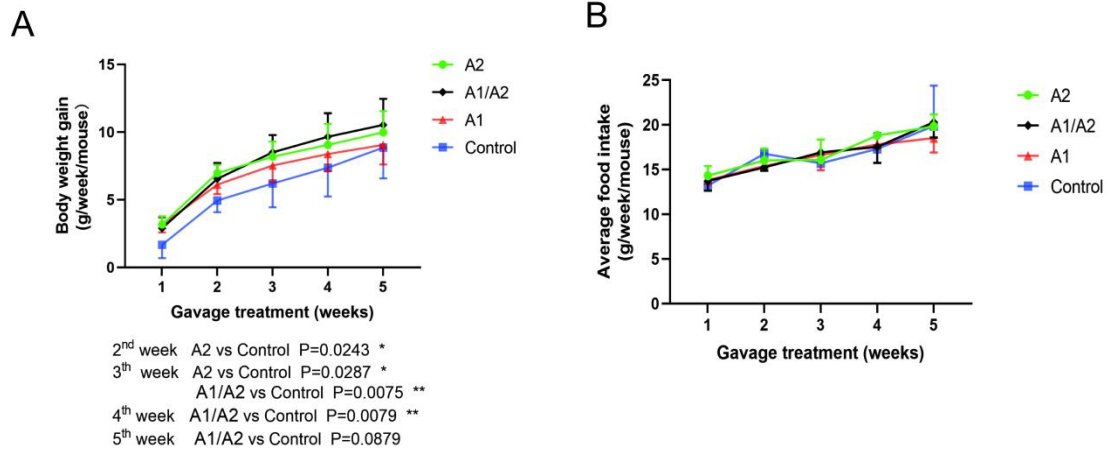 A
Body weight gain
(g/week/mouse)
15
10
5
0
1 2 3 4 5
Gavage treatment (weeks)
A2
A1/A2
A1
Control
2nd week A2 vs Control P=0.0243 *
3th week A2 vs Control P=0.0287 *
A1/A2 vs Control P=0.0075 **
4th week A1/A2 vs Control P=0.0079 **
5th week A1/A2 vs Control P=0.0879
B
Average food intake
(g/week/mouse)
25
20
15
10
5
0
1 2 3 4 5
Gavage treatment (weeks)
A2
A1/A2
A1
Control